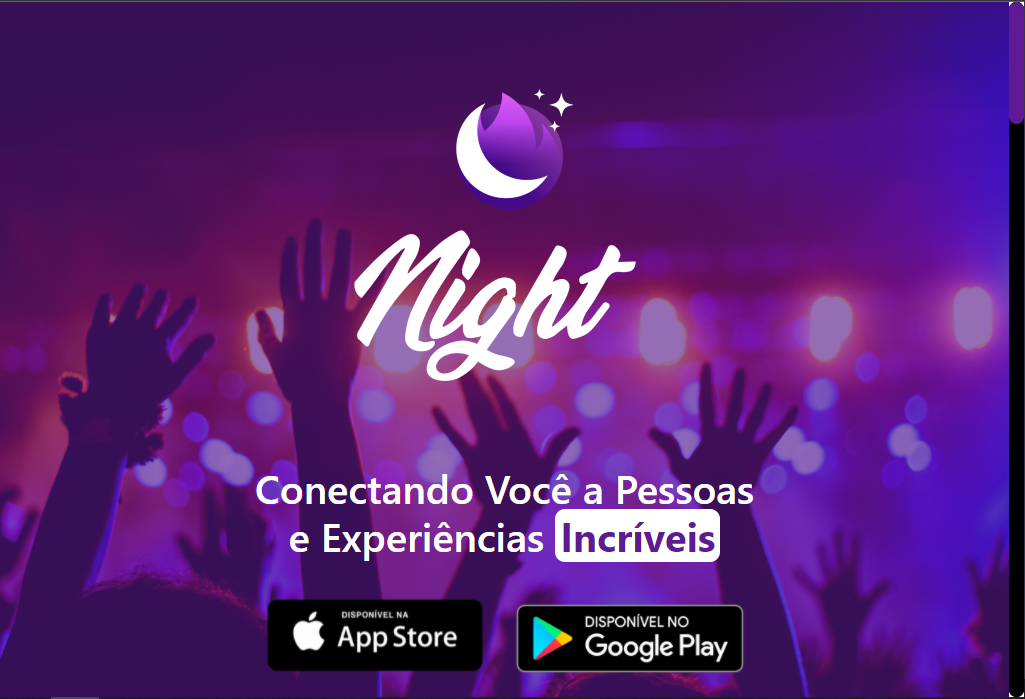 Night
Conectando Você a Pessoas
e Experiências Incríveis
DISPONÍVEL NA
App Store
DISPONÍVEL NO
Google Play